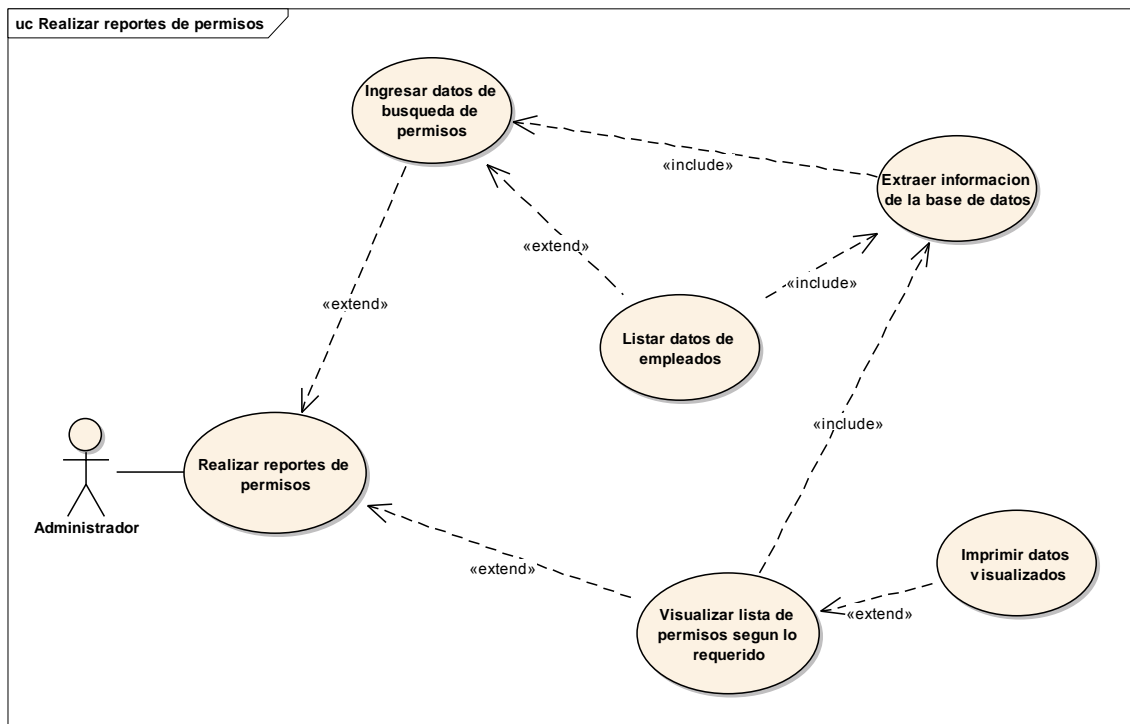 uc Realizar reportes de permisos
Ingresar datos de
busqueda de
permisos
«include»
Extraer informacion
de la base de datos
«extend»
«include»
«extend»
Listar datos de
empleados
«include»
Realizar reportes de
permisos
Administrador
«extend»
Imprimir datos
visualizados
Visualizar lista de
permisos segun lo
requerido
«extend»